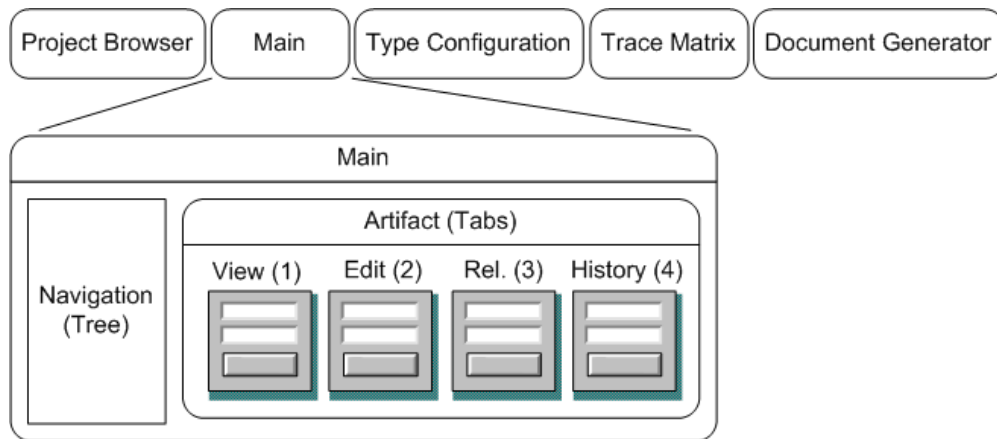 Project Browser
Main
Type Configuration
Trace Matrix
Document Generator
Main
Navigation
(Tree)
Artifact (Tabs)
View (1)
Edit (2)
Rel. (3)
History (4)